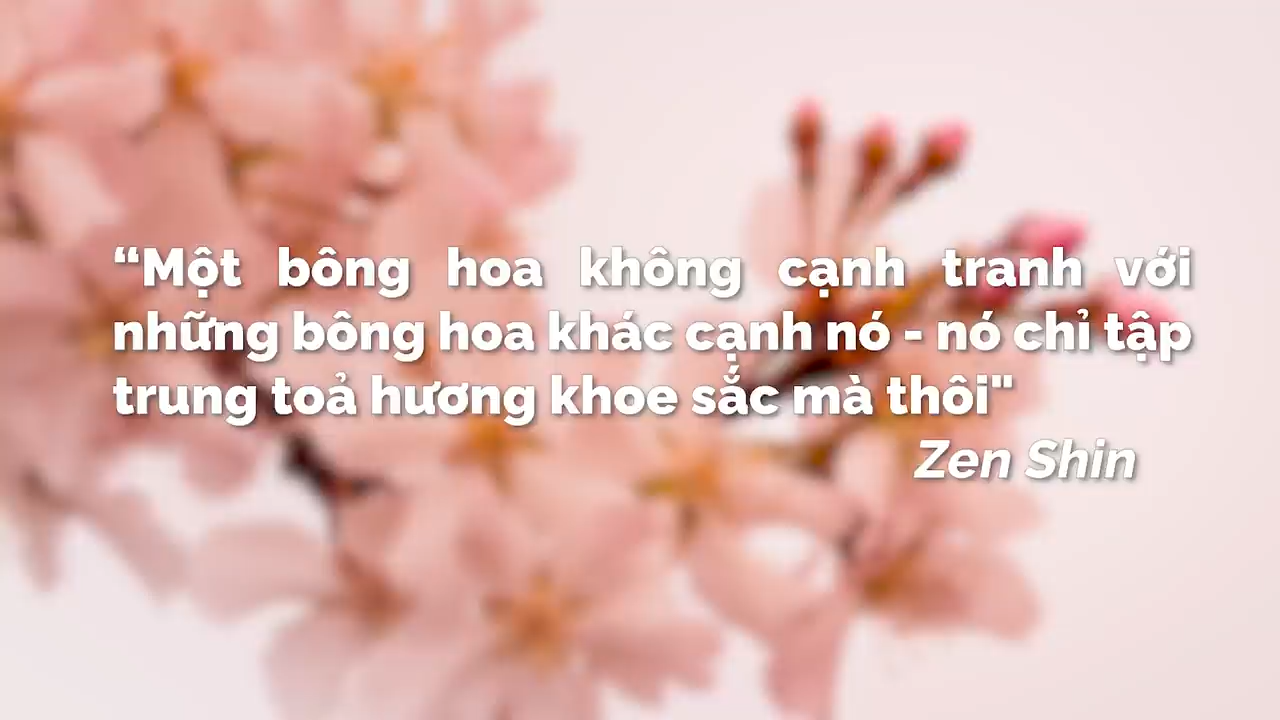 “Một bông hoa không cạnh tranh với
những bông hoa khác cạnh nó - nó chỉ tập
trung toả hương khoe sắc mà thôi"
Zen Shin